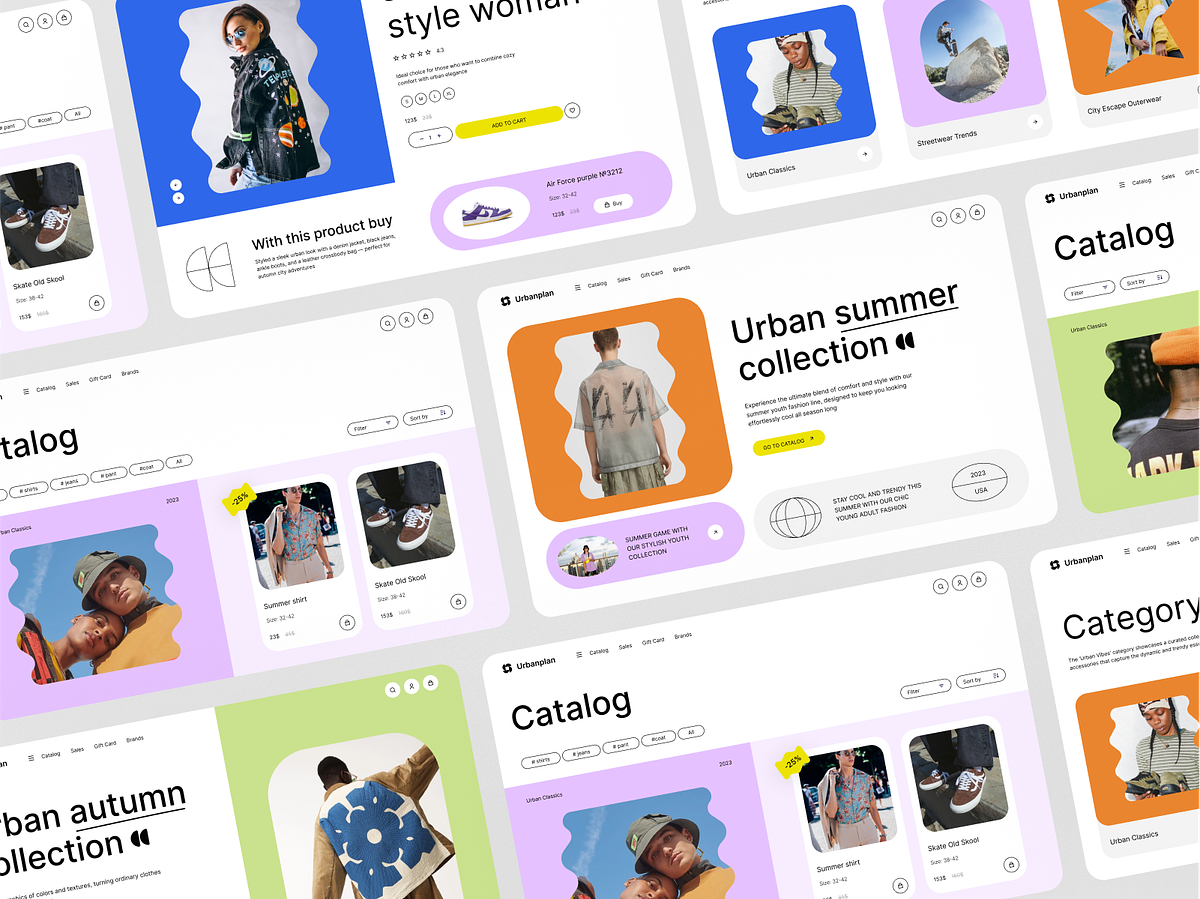 # pant
#coat
All
Skate Old Skool
Size: 38-42
153$ 160$
style woman
4.3
Ideal choice for those who want to combine cozy
comfort with urban elegance
S M L XL
123$ 23$
− 1 +
ADD TO CART
With this product buy
Styled a sleek urban look with a denim jacket, black jeans,
ankle boots, and a leather crossbody bag — perfect for
autumn city adventures
Air Force purple №3212
Size: 32-42
123$ 23$
Buy
Urban Classics
Streetwear Trends
City Escape Outerwear
Urbanplan
Catalog
Sales
Catalog
Filter
Sort by
Urban Classics
Catalog
Sales
Gift Card
Brands
talog
Filter
Sort by
# shirts
# jeans
# pant
#coat
All
ban Classics
2023
-25%
Summer shirt
Size: 32-42
23$ 45$
Skate Old Skool
Size: 38-42
153$ 160$
Urbanplan
Catalog
Sales
Gift Card
Brands
44
Urban summer
collection
Experience the ultimate blend of comfort and style with our
summer youth fashion line, designed to keep you looking
effortlessly cool all season long
GO TO CATALOG
SUMMER GAME WITH
OUR STYLISH YOUTH
COLLECTION
STAY COOL AND TRENDY THIS
SUMMER WITH OUR CHIC
YOUNG ADULT FASHION
2023
USA
Catalog
Sales
Gift Card
Brands
ban autumn
ollection
phics of colors and textures, turning ordinary clothes
Urbanplan
Catalog
Sales
Gift Card
Brands
Catalog
Filter
Sort by
# shirts
# jeans
# pant
#coat
All
Urban Classics
2023
-25%
Summer shirt
Size: 32-42
Skate Old Skool
Size: 38-42
153$ 160$
Urbanplan
Catalog
Sales
Category
The 'Urban Vibes' category showcases a curated
accessories that capture the dynamic and trendy
Urban Classics